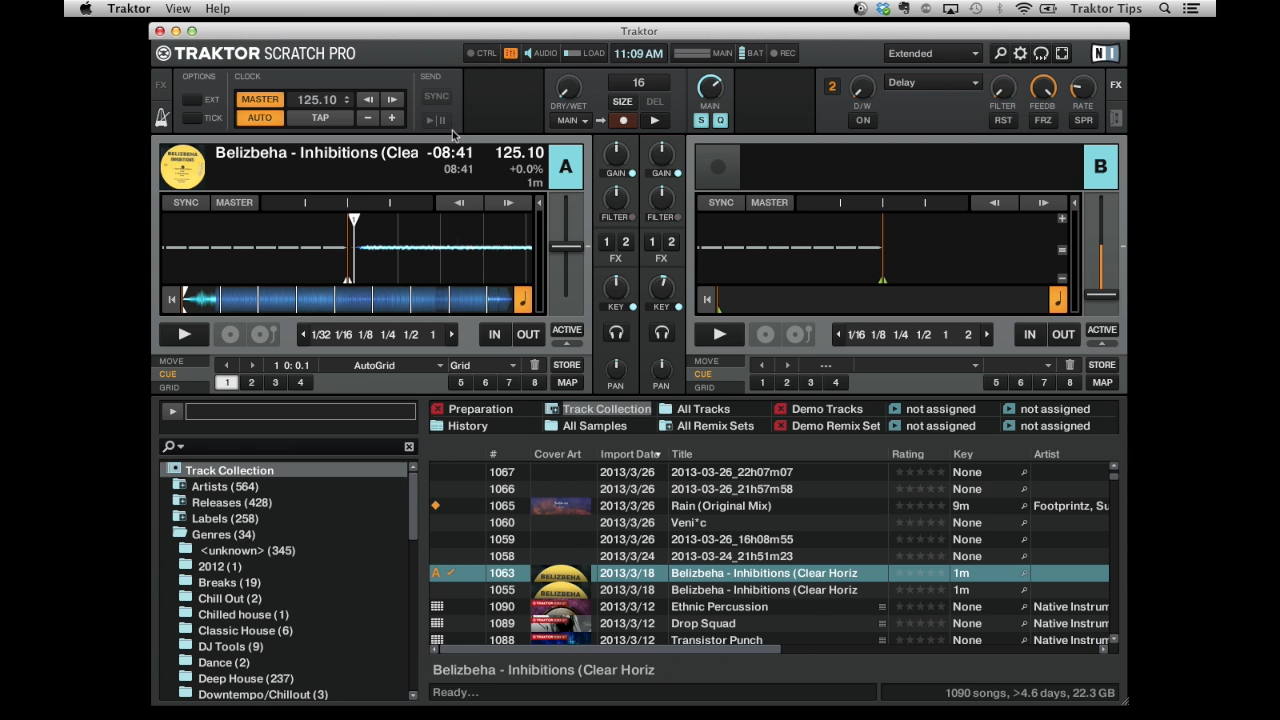 Traktor View Help Traktor Tips
Traktor
TRAKTOR SCRATCH PRO CTRL AUDIO LOAD 11:09 AM MAIN BAT REC Extended
FX OPTIONS CLOCK SEND
EXT MASTER 125.10 SYNC
TICK AUTO TAP − +
DRY/WET 16 SIZE DEL MAIN
MAIN S Q
2 D/W Delay FILTER FEEDB RATE FX
ON RST FRZ SPR
BELIZBEHA INHIBITIONS
Belizbeha - Inhibitions (Clea -08:41 125.10 A
08:41 +0.0%
1m
GAIN GAIN
B
SYNC MASTER
FILTER FILTER
SYNC MASTER
1 2 1 2
FX FX
KEY KEY
1/32 1/16 1/8 1/4 1/2 1 IN OUT ACTIVE
1/16 1/8 1/4 1/2 1 2 IN OUT ACTIVE
PAN PAN
MOVE 1 0: 0.1 AutoGrid Grid STORE
CUE 1 2 3 4 5 6 7 8 MAP
GRID
MOVE --- STORE
CUE 1 2 3 4 5 6 7 8 MAP
GRID
Preparation Track Collection All Tracks Demo Tracks not assigned not assigned
History All Samples All Remix Sets Demo Remix Set not assigned not assigned
Track Collection
Artists (564)
Releases (428)
Labels (258)
Genres (34)
<unknown> (345)
2012 (1)
Breaks (19)
Chill Out (2)
Chilled house (1)
Classic House (6)
DJ Tools (9)
Dance (2)
Deep House (237)
Downtempo/Chillout (3)
# Cover Art Import Date Title Rating Key Artist
1067 2013/3/26 2013-03-26_22h07m07 None
1066 2013/3/26 2013-03-26_21h57m58 None
1065 2013/3/26 Rain (Original Mix) 9m Footprintz, Su
1060 2013/3/26 Veni*c None
1059 2013/3/26 2013-03-26_16h08m55 None
1058 2013/3/24 2013-03-24_21h51m23 None
A 1063 BELIZBEHA 2013/3/18 Belizbeha - Inhibitions (Clear Horiz 1m
1055 BELIZBEHA 2013/3/18 Belizbeha - Inhibitions (Clear Horiz 1m
1090 2013/3/12 Ethnic Percussion None Native Instrum
1089 2013/3/12 Drop Squad None Native Instrum
1088 2013/3/12 Transistor Punch None Native Instrum
Belizbeha - Inhibitions (Clear Horiz
Ready... 1090 songs, >4.6 days, 22.3 GB